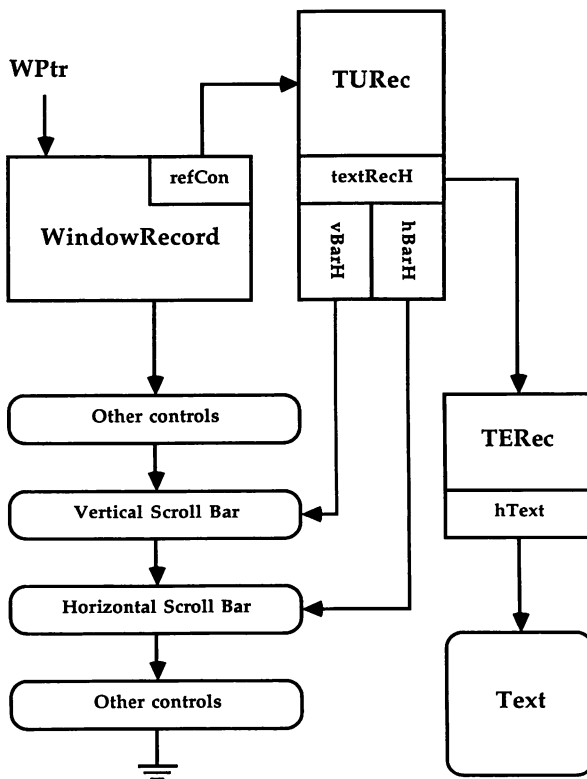 WPtr
TURec
refCon
textRecH
WindowRecord
vBarH
hBarH
Other controls
TERec
Vertical Scroll Bar
hText
Horizontal Scroll Bar
Other controls
Text